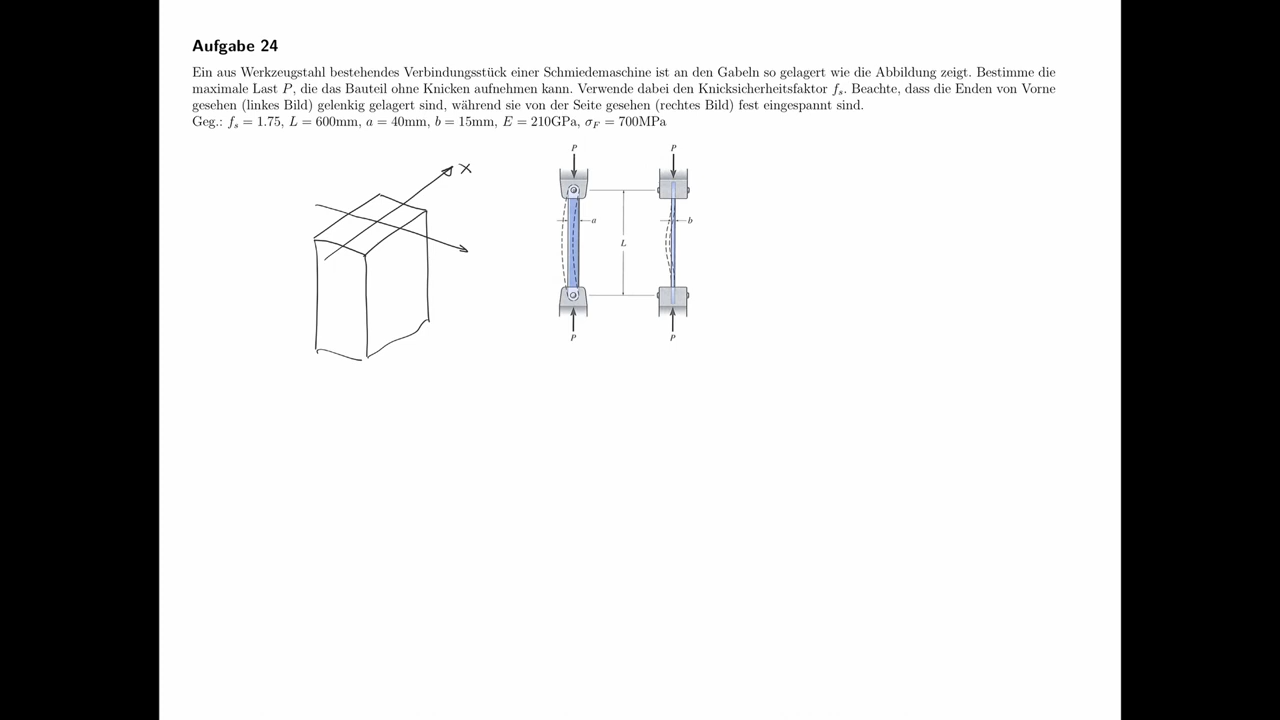 Aufgabe 24
Ein aus Werkzeugstahl bestehendes Verbindungsstück einer Schmiedemaschine ist an den Gabeln so gelagert wie die Abbildung zeigt. Bestimme die
maximale Last P, die das Bauteil ohne Knicken aufnehmen kann. Verwende dabei den Knicksicherheitsfaktor fₛ. Beachte, dass die Enden von Vorne
gesehen (linkes Bild) gelenkig gelagert sind, während sie von der Seite gesehen (rechtes Bild) fest eingespannt sind.
Geg.: fₛ = 1.75, L = 600mm, a = 40mm, b = 15mm, E = 210GPa, σ_F = 700MPa
P P
x
a b
L
P P